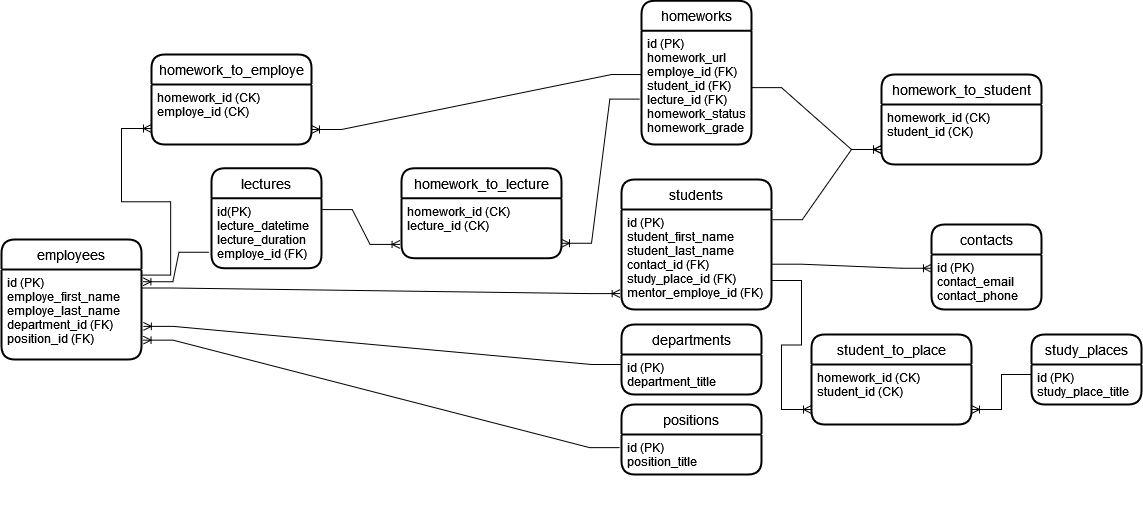 homeworks
id (PK)
homework_url
employe_id (FK)
student_id (FK)
lecture_id (FK)
homework_status
homework_grade
homework_to_employe
homework_id (CK)
employe_id (CK)
homework_to_student
homework_id (CK)
student_id (CK)
lectures
id(PK)
lecture_datetime
lecture_duration
employe_id (FK)
homework_to_lecture
homework_id (CK)
lecture_id (CK)
students
id (PK)
student_first_name
student_last_name
contact_id (FK)
study_place_id (FK)
mentor_employe_id (FK)
contacts
id (PK)
contact_email
contact_phone
employees
id (PK)
employe_first_name
employe_last_name
department_id (FK)
position_id (FK)
departments
id (PK)
department_title
student_to_place
homework_id (CK)
student_id (CK)
study_places
id (PK)
study_place_title
positions
id (PK)
position_title